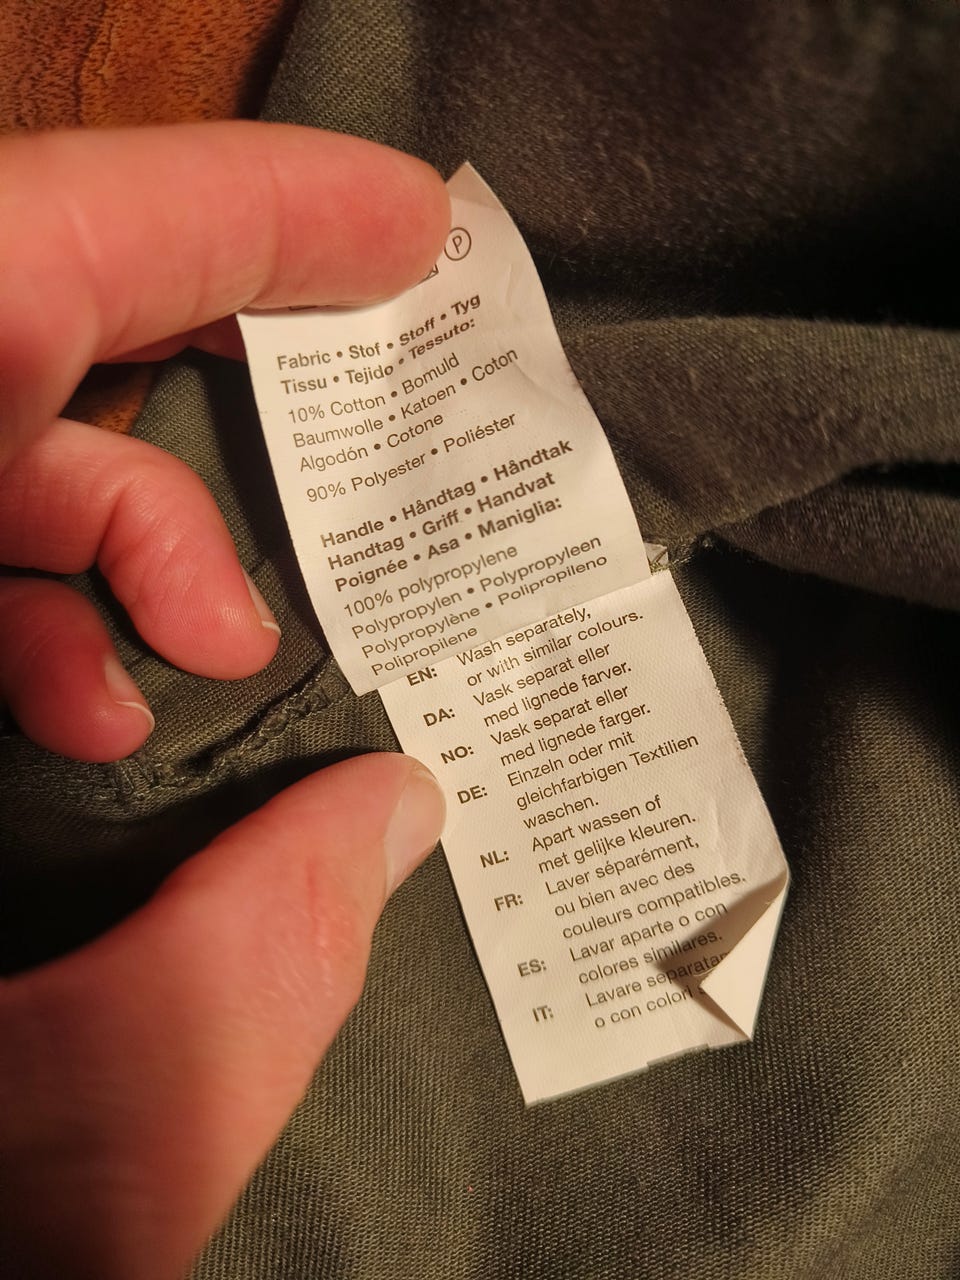 P
Fabric • Stof • Stoff • Tyg
Tissu • Tejido • Tessuto:
10% Cotton • Bomuld
Baumwolle • Katoen • Coton
Algodón • Cotone
90% Polyester • Poliéster
Handle • Håndtag • Håndtak
Handtag • Griff • Handvat
Poignée • Asa • Maniglia:
100% polypropylene
Polypropylen • Polypropyleen
Polypropylène • Polipropileno
Polipropilene
EN: Wash separately,
or with similar colours.
DA: Vask separat eller
med lignede farver.
NO: Vask separat eller
med lignede farger.
DE: Einzeln oder mit
gleichfarbigen Textilien
waschen.
NL: Apart wassen of
met gelijke kleuren.
FR: Laver séparément,
ou bien avec des
couleurs compatibles.
ES: Lavar aparte o con
colores similares.
IT: Lavare
o con colori